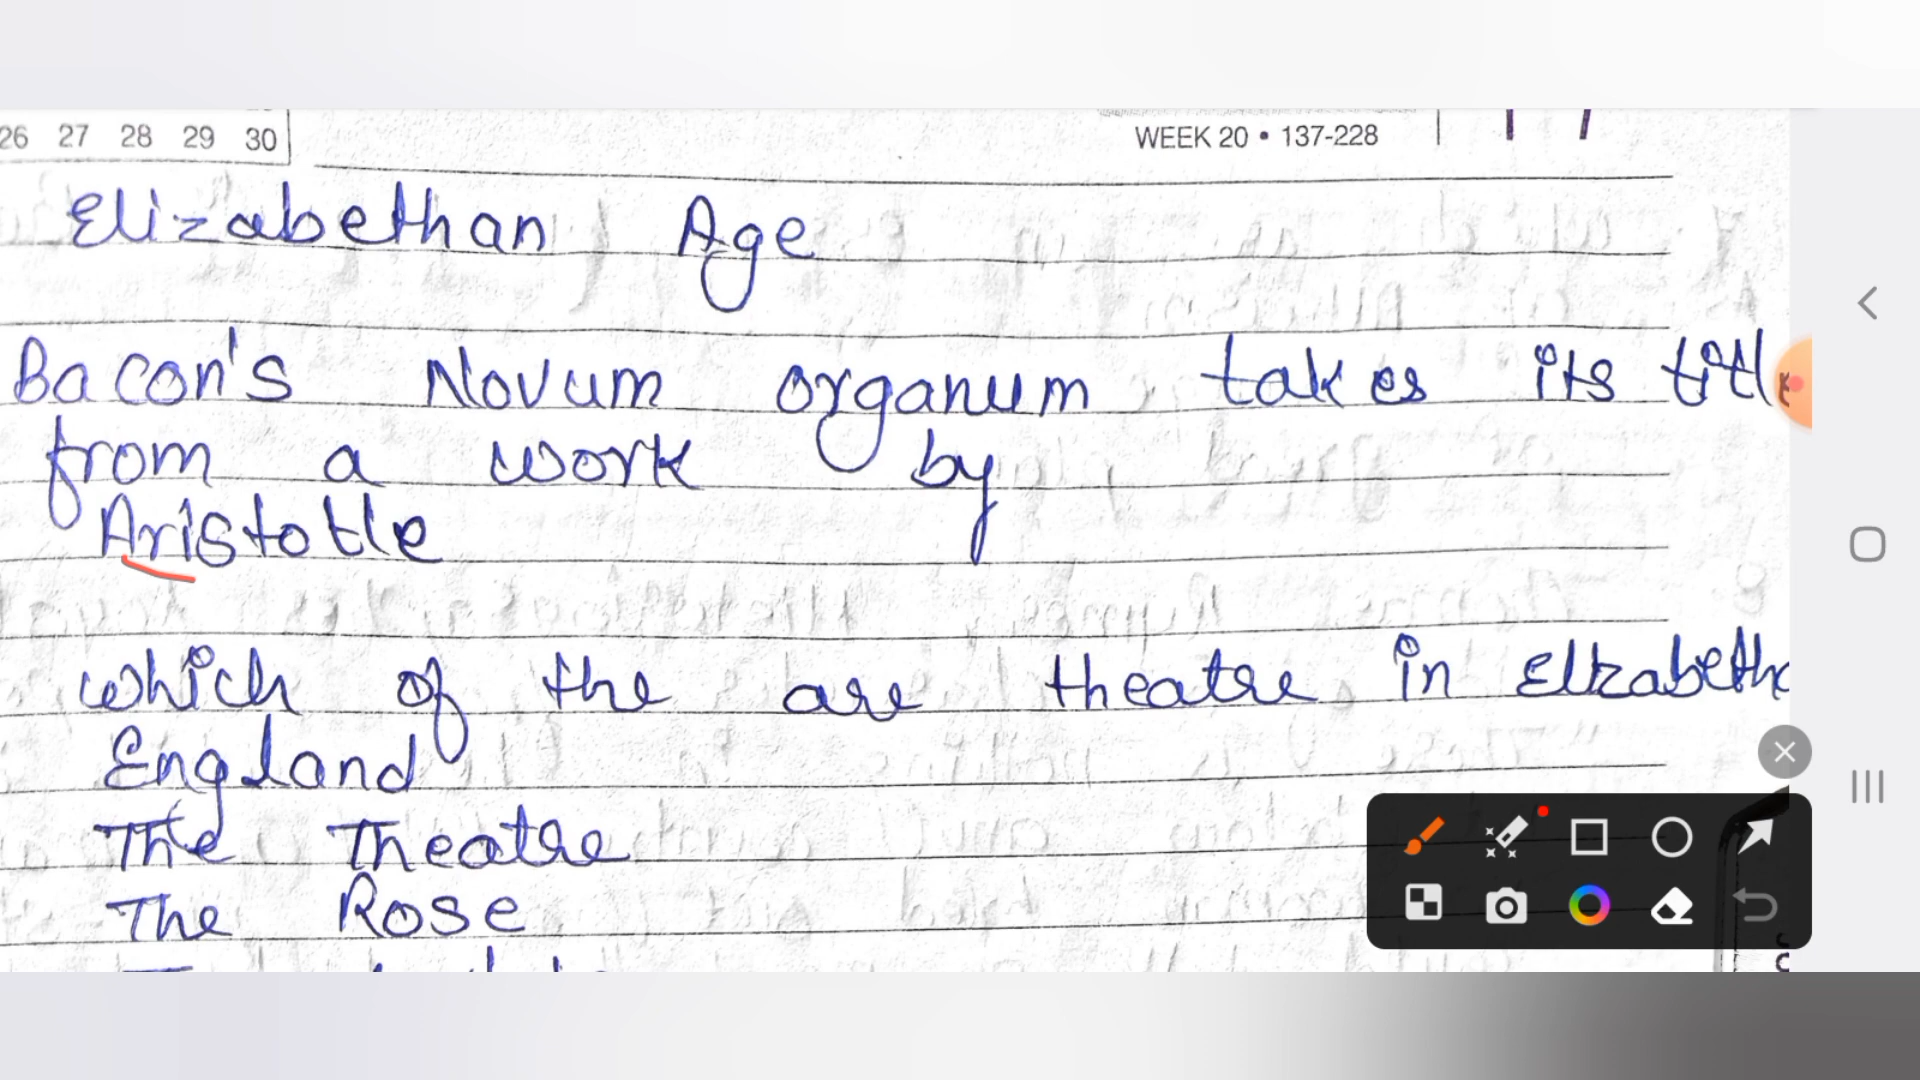 26 27 28 29 30
WEEK 20 • 137-228
Elizabethan Age
Bacon's Novum organum takes its title
from a work by
Aristotle
which of the are theatre in Elizabetha
England
The Theatre
The Rose